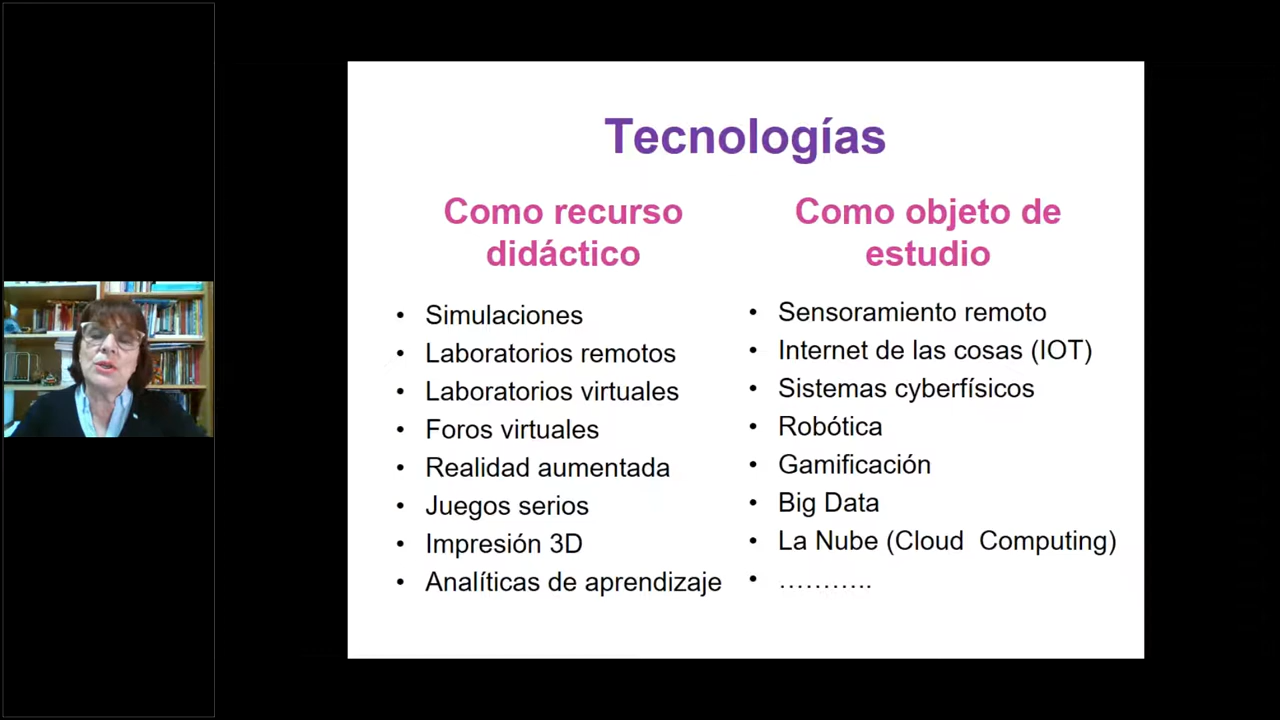 Tecnologías
Como recurso
didáctico
• Simulaciones
• Laboratorios remotos
• Laboratorios virtuales
• Foros virtuales
• Realidad aumentada
• Juegos serios
• Impresión 3D
• Analíticas de aprendizaje
Como objeto de
estudio
• Sensoramiento remoto
• Internet de las cosas (IOT)
• Sistemas cyberfísicos
• Robótica
• Gamificación
• Big Data
• La Nube (Cloud  Computing)
• ………..